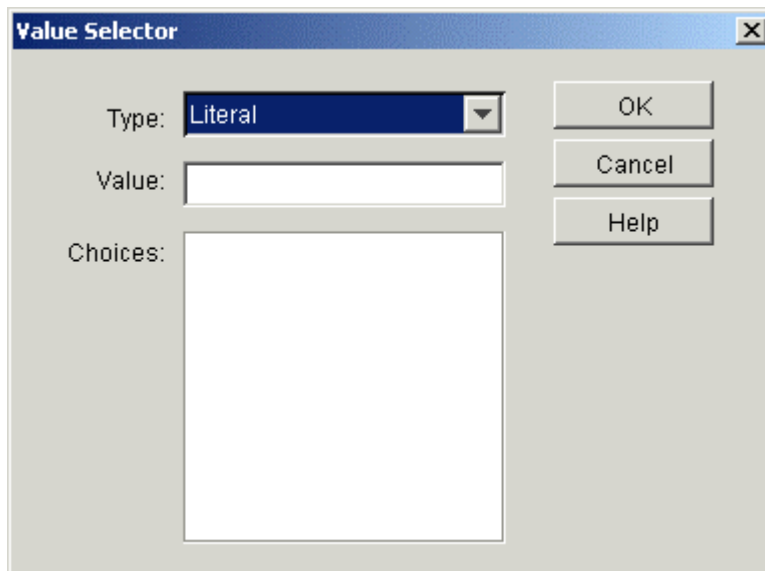 Value Selector
Type: Literal
OK
Value:
Cancel
Help
Choices: